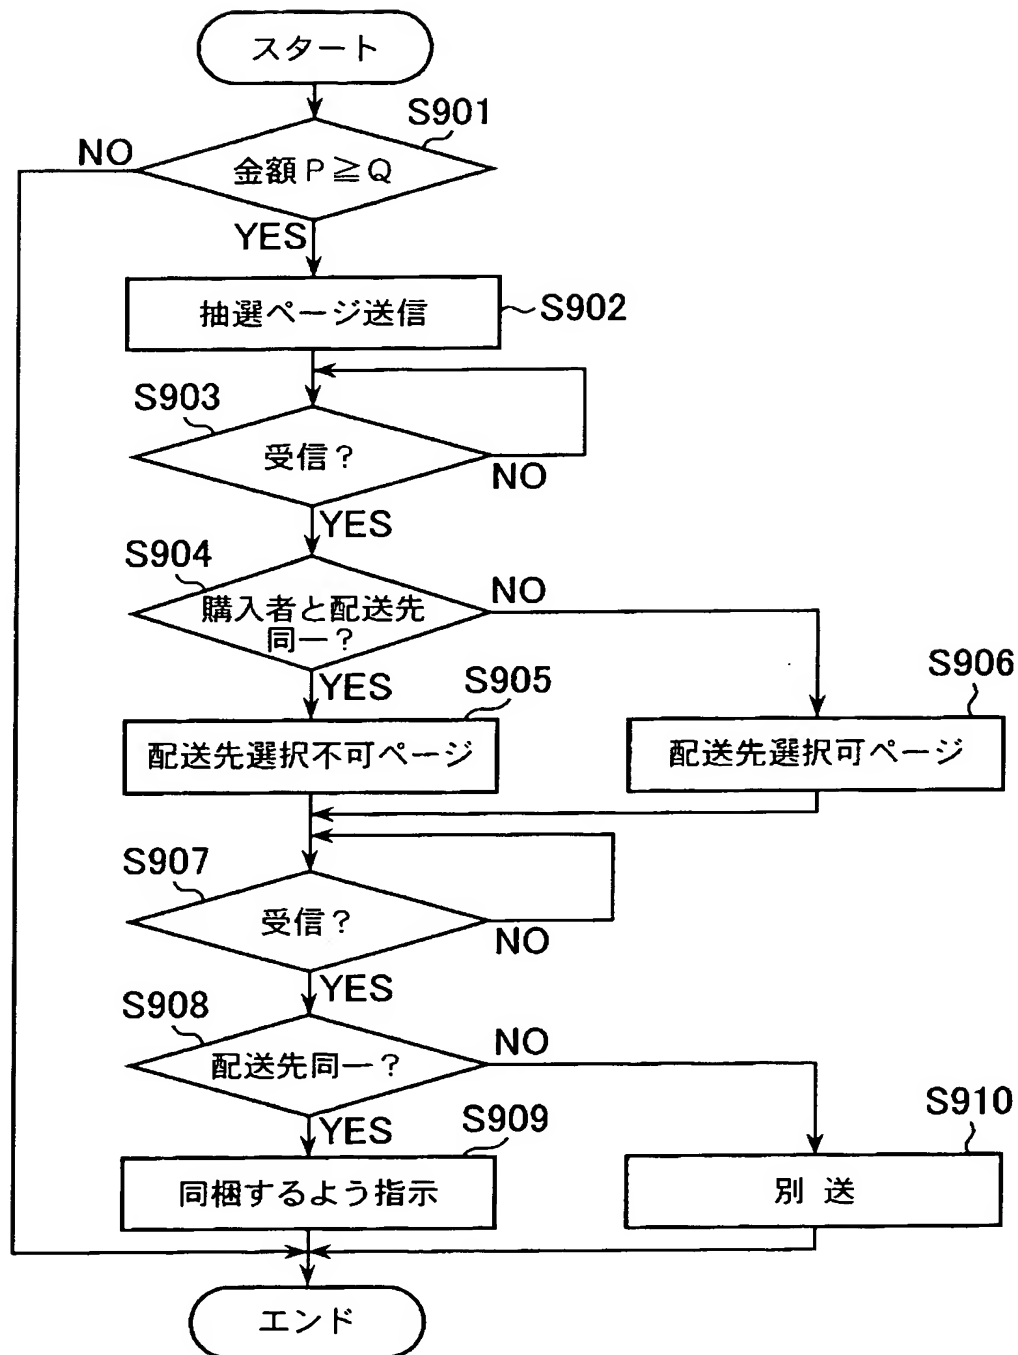 スタート
S901
NO
金額P≧Q
YES
抽選ページ送信
S902
S903
受信?
NO
YES
S904
NO
購入者と配送先
同一?
YES
S905
S906
配送先選択不可ページ
配送先選択可ページ
S907
受信?
NO
YES
S908
NO
配送先同一?
YES
S909
S910
同梱するよう指示
別送
エンド